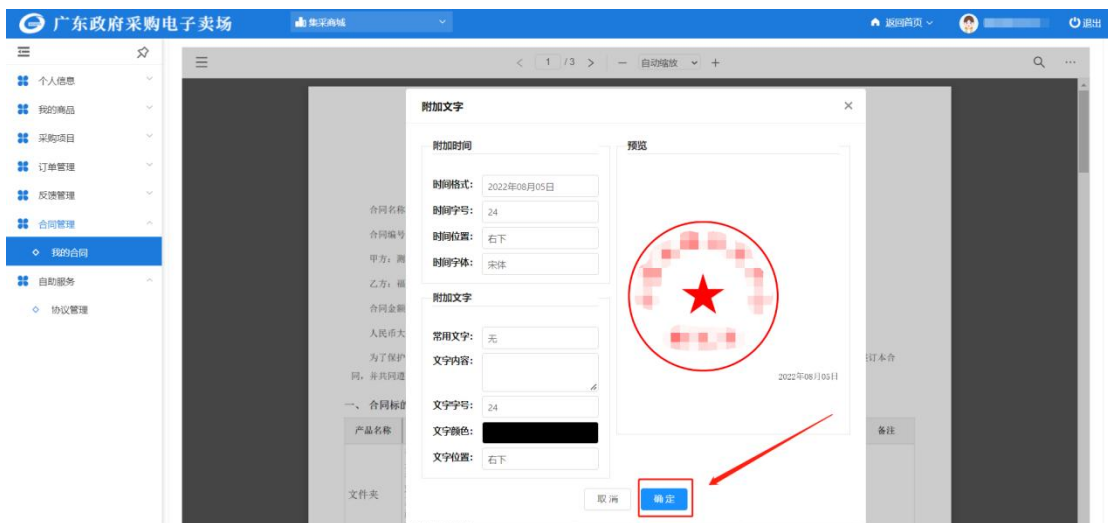 广东政府采购电子卖场
集采商城
返回首页
退出
个人信息
我的商品
采购项目
订单管理
反馈管理
合同管理
我的合同
自助服务
协议管理
1 /3
自动缩放
合同名称
合同编号
甲方：测
乙方：福
合同金额
人民币大
为了保护
订本合
同，并共同遵
一、合同标的
产品名称
备注
文件夹
附加文字
附加时间
时间格式： 2022年08月05日
时间字号： 24
时间位置： 右下
时间字体： 宋体
附加文字
常用文字： 无
文字内容：
文字字号： 24
文字颜色：
文字位置： 右下
预览
2022年08月05日
取消
确定